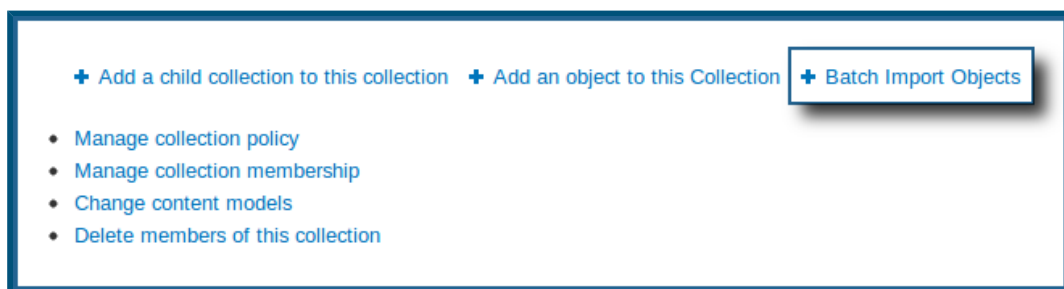 + Add a child collection to this collection + Add an object to this Collection + Batch Import Objects
• Manage collection policy
• Manage collection membership
• Change content models
• Delete members of this collection